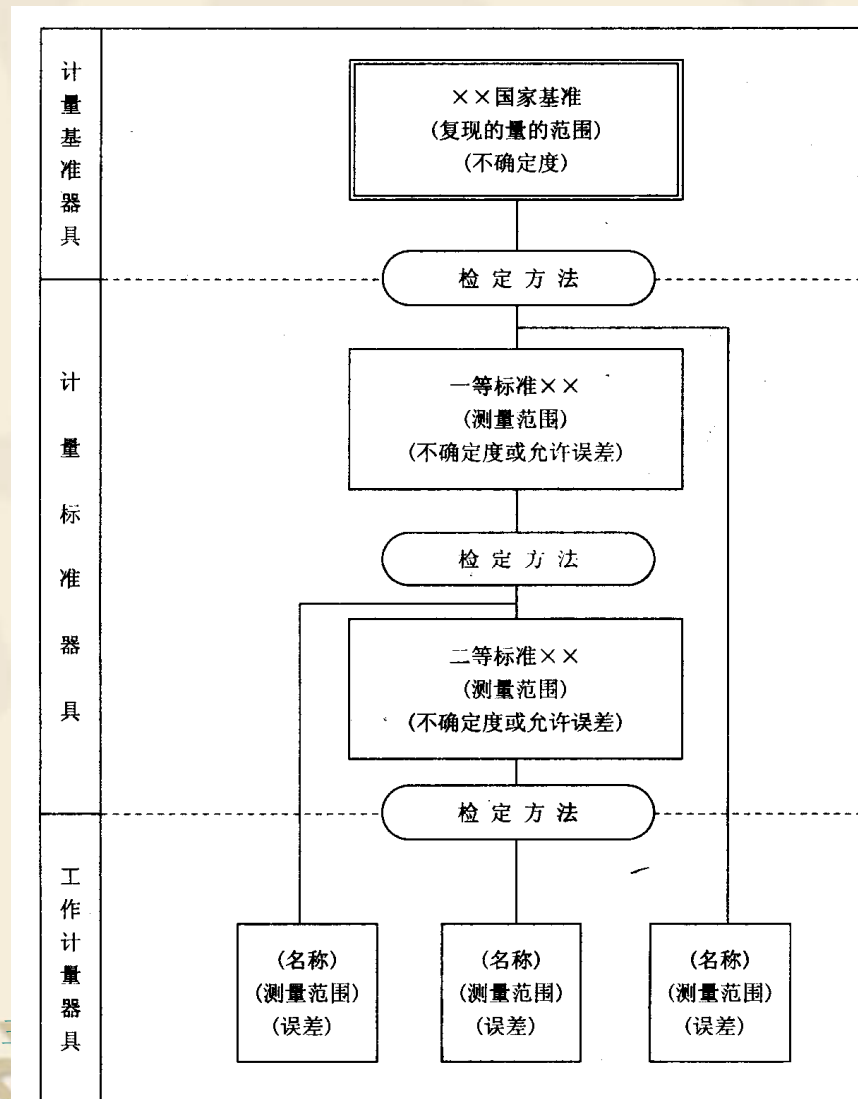 计量基准器具
××国家基准
(复现的量的范围)
(不确定度)
检定方法
计量标准器具
一等标准××
(测量范围)
(不确定度或允许误差)
检定方法
二等标准××
(测量范围)
(不确定度或允许误差)
检定方法
工作计量器具
(名称)
(测量范围)
(误差)
(名称)
(测量范围)
(误差)
(名称)
(测量范围)
(误差)